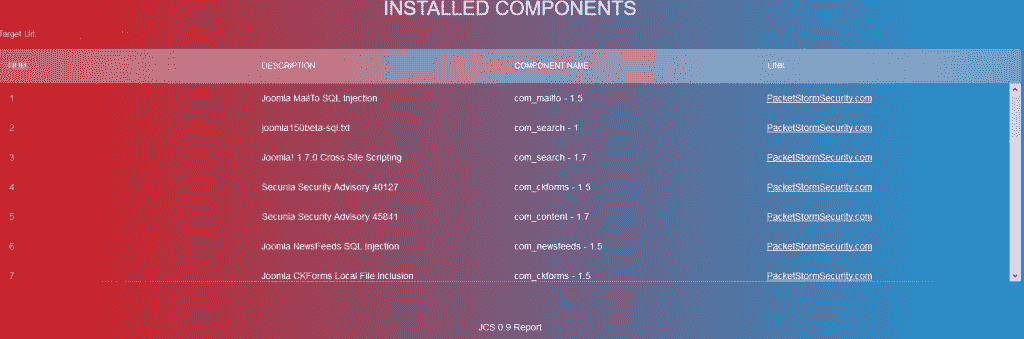 INSTALLED COMPONENTS
Target Url:
NUM DESCRIPTION COMPONENT NAME LINK
1 Joomla MailTo SQL Injection com_mailto - 1.5 PacketStormSecurity.com
2 joomla150beta-sql.txt com_search - 1 PacketStormSecurity.com
3 Joomla! 1.7.0 Cross Site Scripting com_search - 1.7 PacketStormSecurity.com
4 Secunia Security Advisory 40127 com_ckforms - 1.5 PacketStormSecurity.com
5 Secunia Security Advisory 45841 com_content - 1.7 PacketStormSecurity.com
6 Joomla NewsFeeds SQL Injection com_newsfeeds - 1.5 PacketStormSecurity.com
7 Joomla CKForms Local File Inclusion com_ckforms - 1.5 PacketStormSecurity.com
JCS 0.9 Report